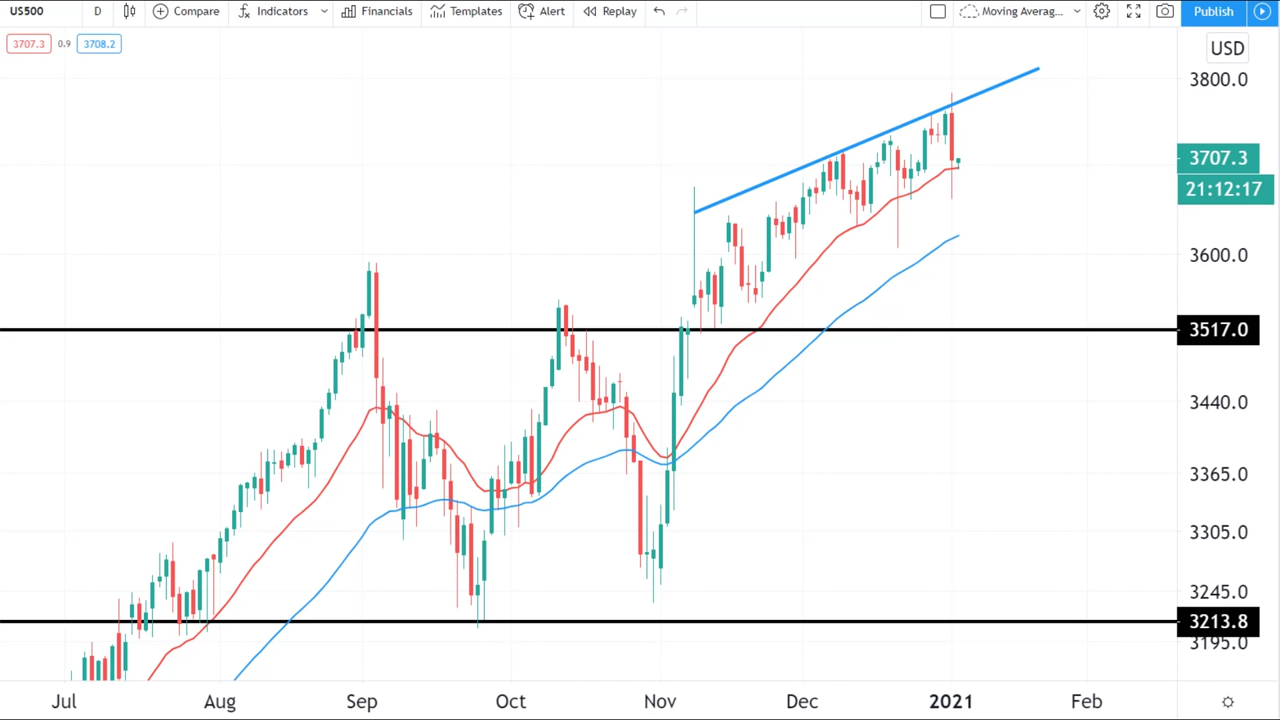 US500 D Compare Indicators Financials Templates Alert Replay Moving Averag... Publish
3707.3 0.9 3708.2
USD
3800.0
3707.3
21:12:17
3600.0
3517.0
3440.0
3365.0
3305.0
3245.0
3213.8
3195.0
Jul Aug Sep Oct Nov Dec 2021 Feb